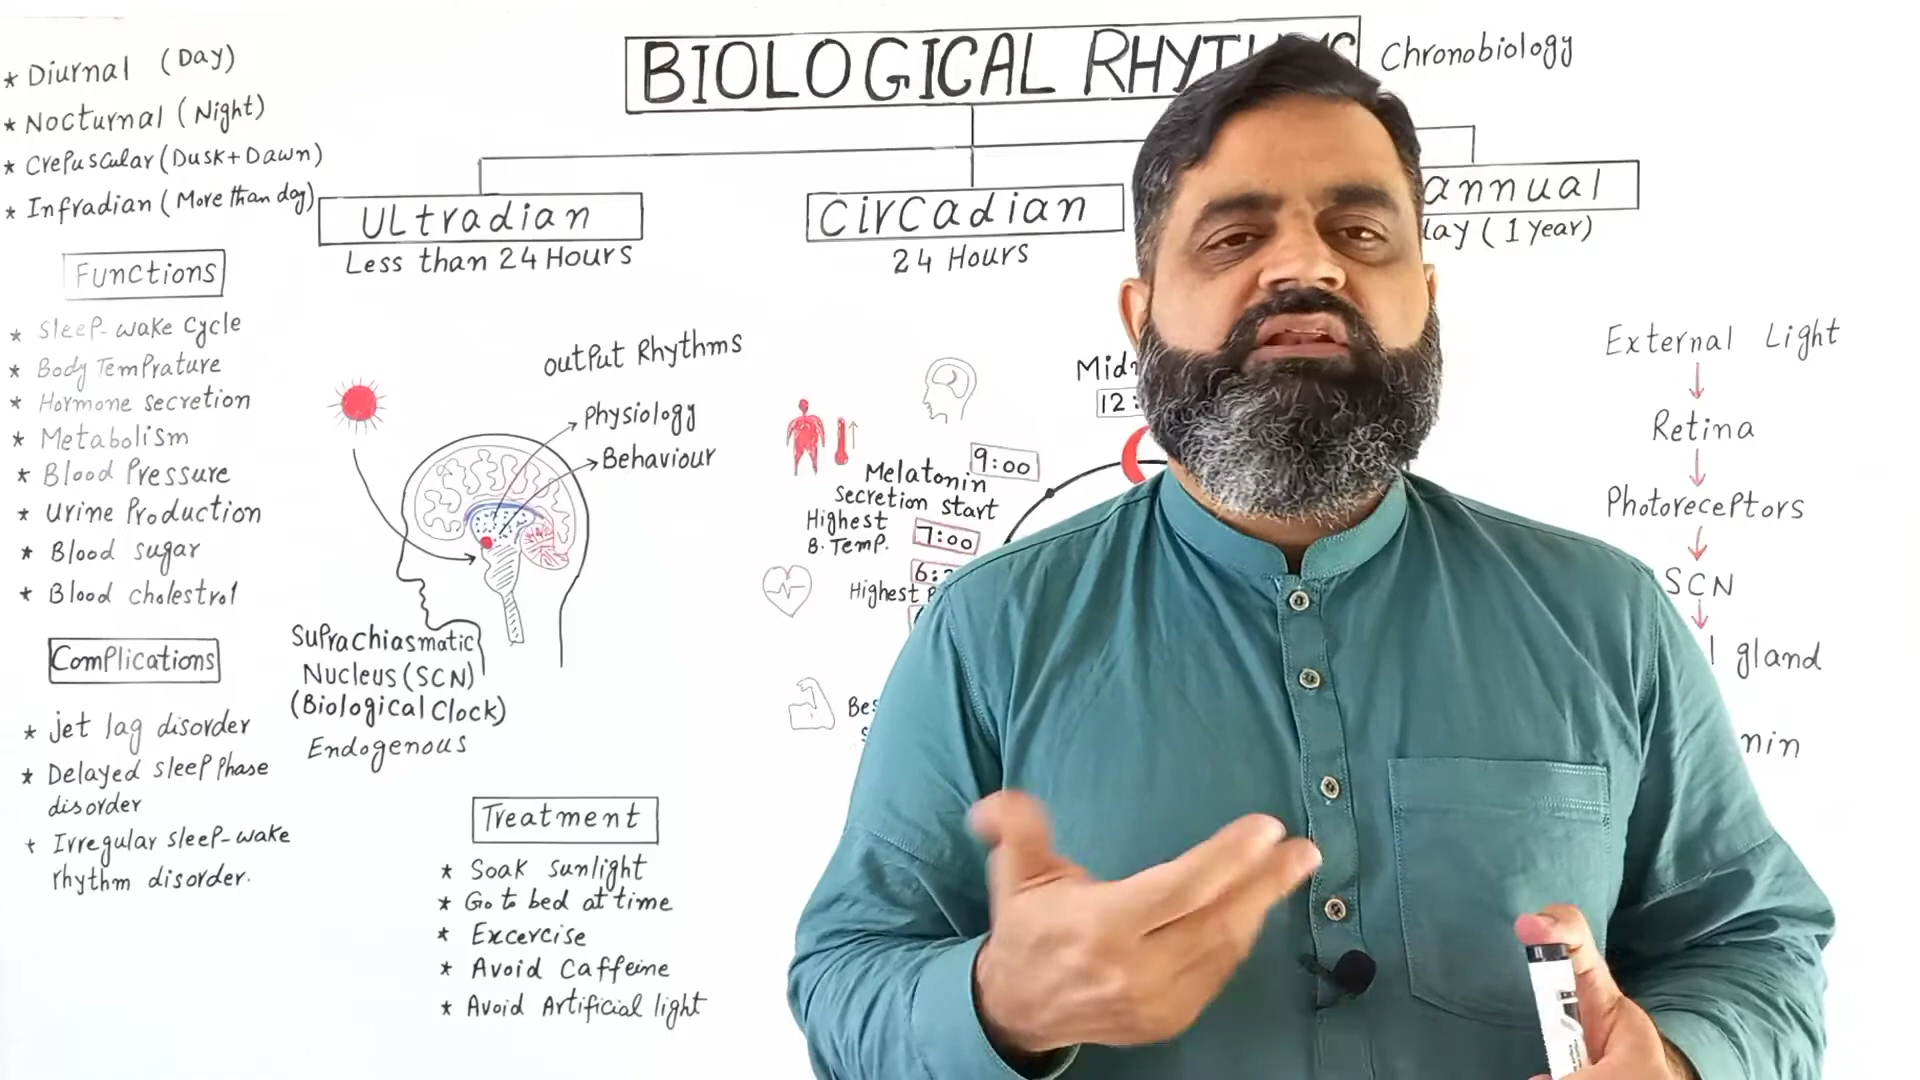 * Diurnal (Day)
* Nocturnal (Night)
* Crepuscular (Dusk+Dawn)
* Infradian (More than day)
BIOLOGICAL
Chronobiology
Ultradian
Less than 24 Hours
Circadian
24 Hours
annual
(1 year)
Functions
* Sleep-wake Cycle
* Body Temprature
* Hormone secretion
* Metabolism
* Blood Pressure
* Urine Production
* Blood sugar
* Blood cholestrol
Complications
* jet lag disorder
* Delayed sleep Phase
disorder
* Irregular sleep-wake
rhythm disorder.
output Rhythms
Physiology
Behaviour
Suprachiasmatic
Nucleus (SCN)
(Biological Clock)
Endogenous
Treatment
* Soak sunlight
* Go to bed at time
* Excercise
* Avoid Caffeine
* Avoid Artificial light
9:00
Melatonin
secretion start
Highest
B. Temp.
7:00
Highest
External Light
Retina
Photoreceptors
SCN
gland